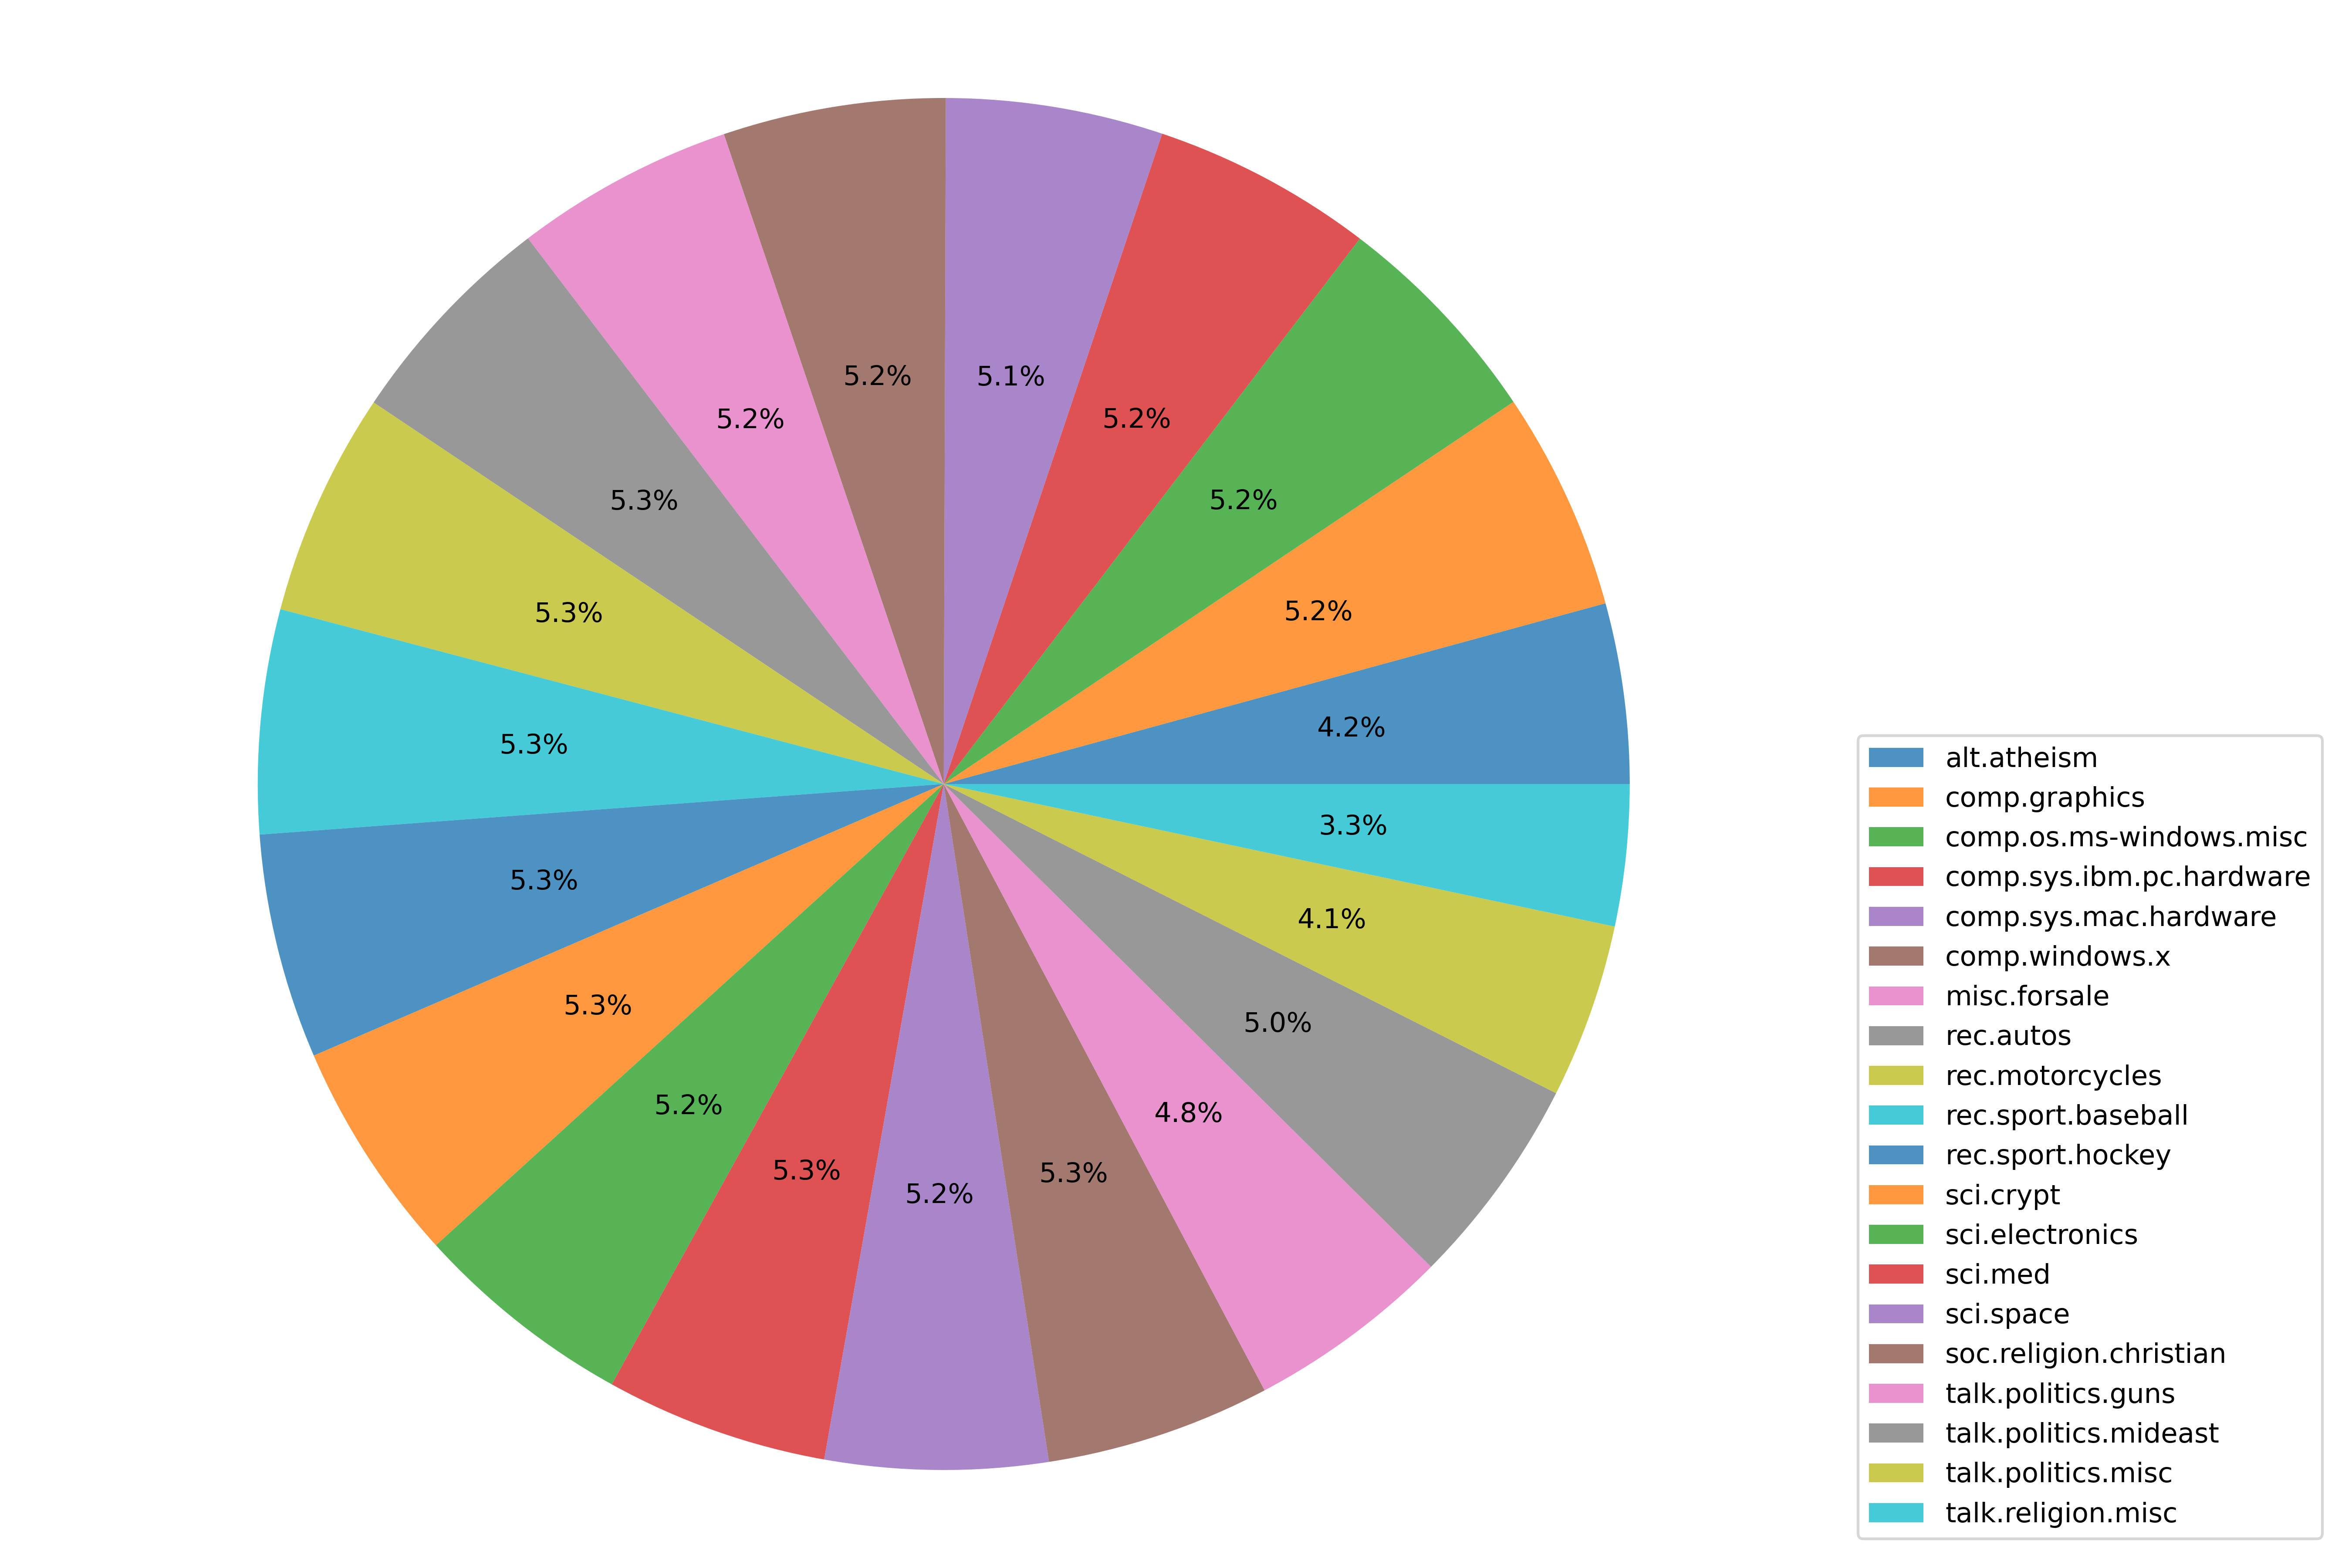 5.2%
5.1%
5.2%
5.2%
5.3%
5.2%
5.3%
5.2%
5.3%
4.2%
5.3%
3.3%
5.3%
4.1%
5.3%
5.0%
5.2%
4.8%
5.3%
5.3%
5.2%
alt.atheism
comp.graphics
comp.os.ms-windows.misc
comp.sys.ibm.pc.hardware
comp.sys.mac.hardware
comp.windows.x
misc.forsale
rec.autos
rec.motorcycles
rec.sport.baseball
rec.sport.hockey
sci.crypt
sci.electronics
sci.med
sci.space
soc.religion.christian
talk.politics.guns
talk.politics.mideast
talk.politics.misc
talk.religion.misc